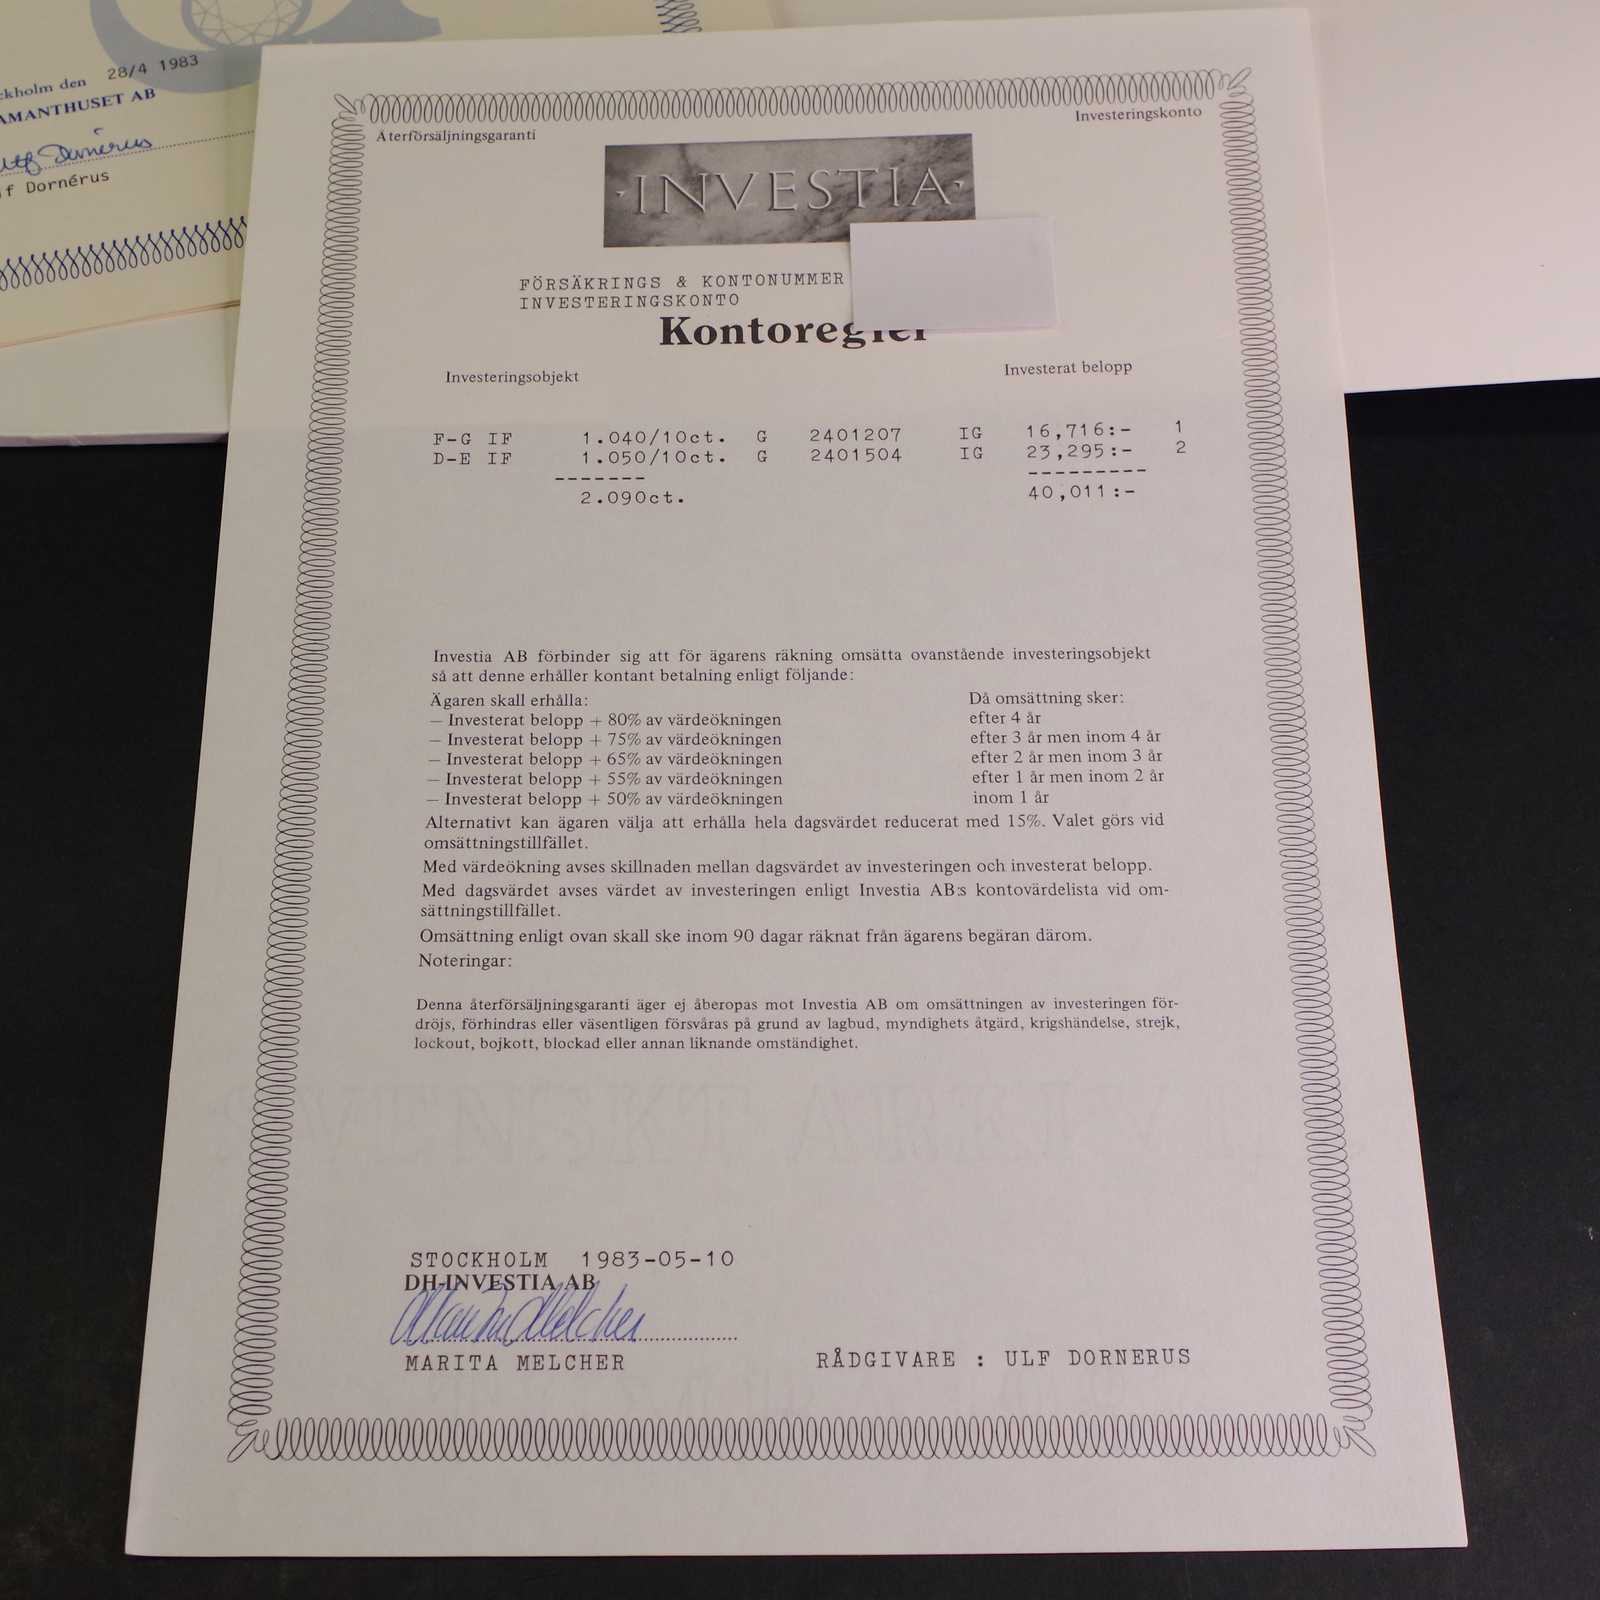 28/4 1983
Ulf Dornérus
Dornérus
Återförsäljningsgaranti
Investeringskonto
·INVESTIA·
FÖRSÄKRINGS & KONTONUMMER
INVESTERINGSKONTO
Kontoregler
Investeringsobjekt Investerat belopp
F-G IF 1.040/10ct. G 2401207 IG 16,716:- 1
D-E IF 1.050/10ct. G 2401504 IG 23,295:- 2
------- ---------
2.090ct. 40,011:-
Investia AB förbinder sig att för ägarens räkning omsätta ovanstående investeringsobjekt
så att denne erhåller kontant betalning enligt följande:
Ägaren skall erhålla: Då omsättning sker:
— Investerat belopp + 80% av värdeökningen efter 4 år
— Investerat belopp + 75% av värdeökningen efter 3 år men inom 4 år
— Investerat belopp + 65% av värdeökningen efter 2 år men inom 3 år
— Investerat belopp + 55% av värdeökningen efter 1 år men inom 2 år
— Investerat belopp + 50% av värdeökningen inom 1 år
Alternativt kan ägaren välja att erhålla hela dagsvärdet reducerat med 15%. Valet görs vid
omsättningstillfället.
Med värdeökning avses skillnaden mellan dagsvärdet av investeringen och investerat belopp.
Med dagsvärdet avses värdet av investeringen enligt Investia AB:s kontovärdelista vid om-
sättningstillfället.
Omsättning enligt ovan skall ske inom 90 dagar räknat från ägarens begäran därom.
Noteringar:
Denna återförsäljningsgaranti äger ej åberopas mot Investia AB om omsättningen av investeringen för-
dröjs, förhindras eller väsentligen försvåras på grund av lagbud, myndighets åtgärd, krigshändelse, strejk,
lockout, bojkott, blockad eller annan liknande omständighet.
STOCKHOLM 1983-05-10
DH-INVESTIA AB
Marita Melcher
MARITA MELCHER RÅDGIVARE : ULF DORNERUS